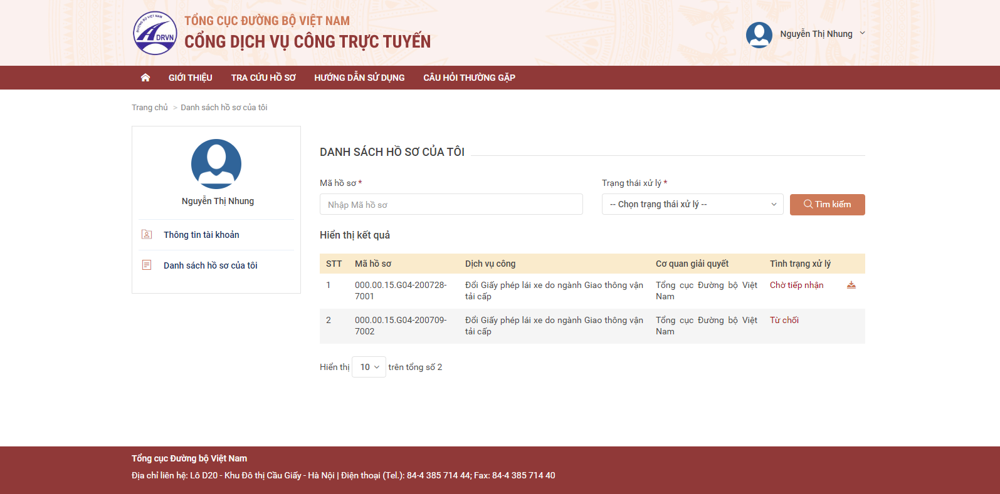 ĐƯỜNG BỘ VIỆT NAM
DRVN
TỔNG CỤC ĐƯỜNG BỘ VIỆT NAM
CỔNG DỊCH VỤ CÔNG TRỰC TUYẾN
Nguyễn Thị Nhung
GIỚI THIỆU TRA CỨU HỒ SƠ HƯỚNG DẪN SỬ DỤNG CÂU HỎI THƯỜNG GẶP
Trang chủ > Danh sách hồ sơ của tôi
Nguyễn Thị Nhung
Thông tin tài khoản
Danh sách hồ sơ của tôi
DANH SÁCH HỒ SƠ CỦA TÔI
Mã hồ sơ * Trạng thái xử lý *
Nhập Mã hồ sơ -- Chọn trạng thái xử lý -- Tìm kiếm
Hiển thị kết quả
STT Mã hồ sơ Dịch vụ công Cơ quan giải quyết Tình trạng xử lý
1 000.00.15.G04-200728- Đổi Giấy phép lái xe do ngành Giao thông vận Tổng cục Đường bộ Việt Chờ tiếp nhận
7001 tải cấp Nam
2 000.00.15.G04-200709- Đổi Giấy phép lái xe do ngành Giao thông vận Tổng cục Đường bộ Việt Từ chối
7002 tải cấp Nam
Hiển thị 10 trên tổng số 2
Tổng cục Đường bộ Việt Nam
Địa chỉ liên hệ: Lô D20 - Khu Đô thị Cầu Giấy - Hà Nội | Điện thoại (Tel.): 84-4 385 714 44; Fax: 84-4 385 714 40